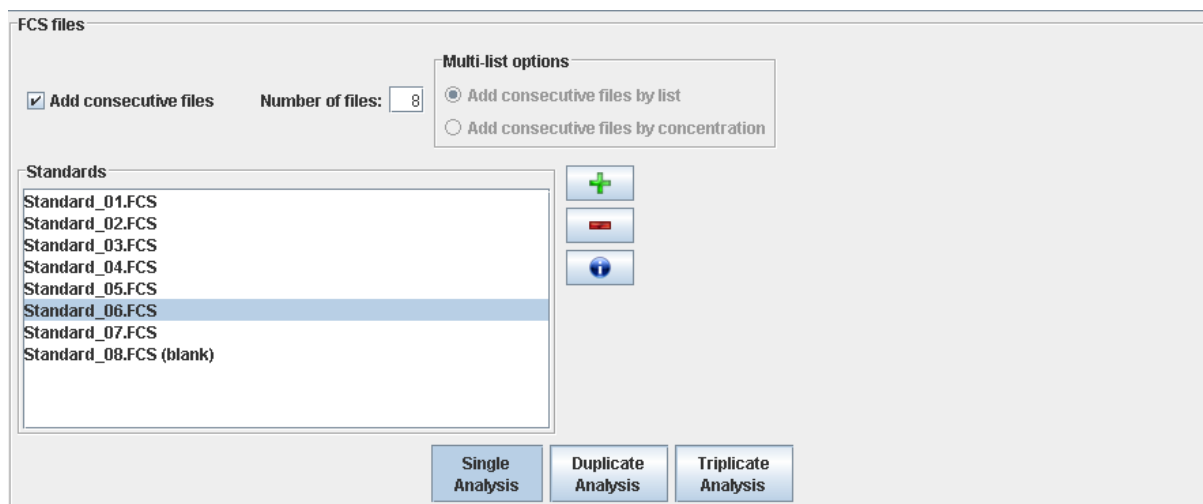 FCS files
Multi-list options
Add consecutive files
Number of files: 8
Add consecutive files by list
Add consecutive files by concentration
Standards
Standard_01.FCS
Standard_02.FCS
Standard_03.FCS
Standard_04.FCS
Standard_05.FCS
Standard_06.FCS
Standard_07.FCS
Standard_08.FCS (blank)
Single
Analysis
Duplicate
Analysis
Triplicate
Analysis